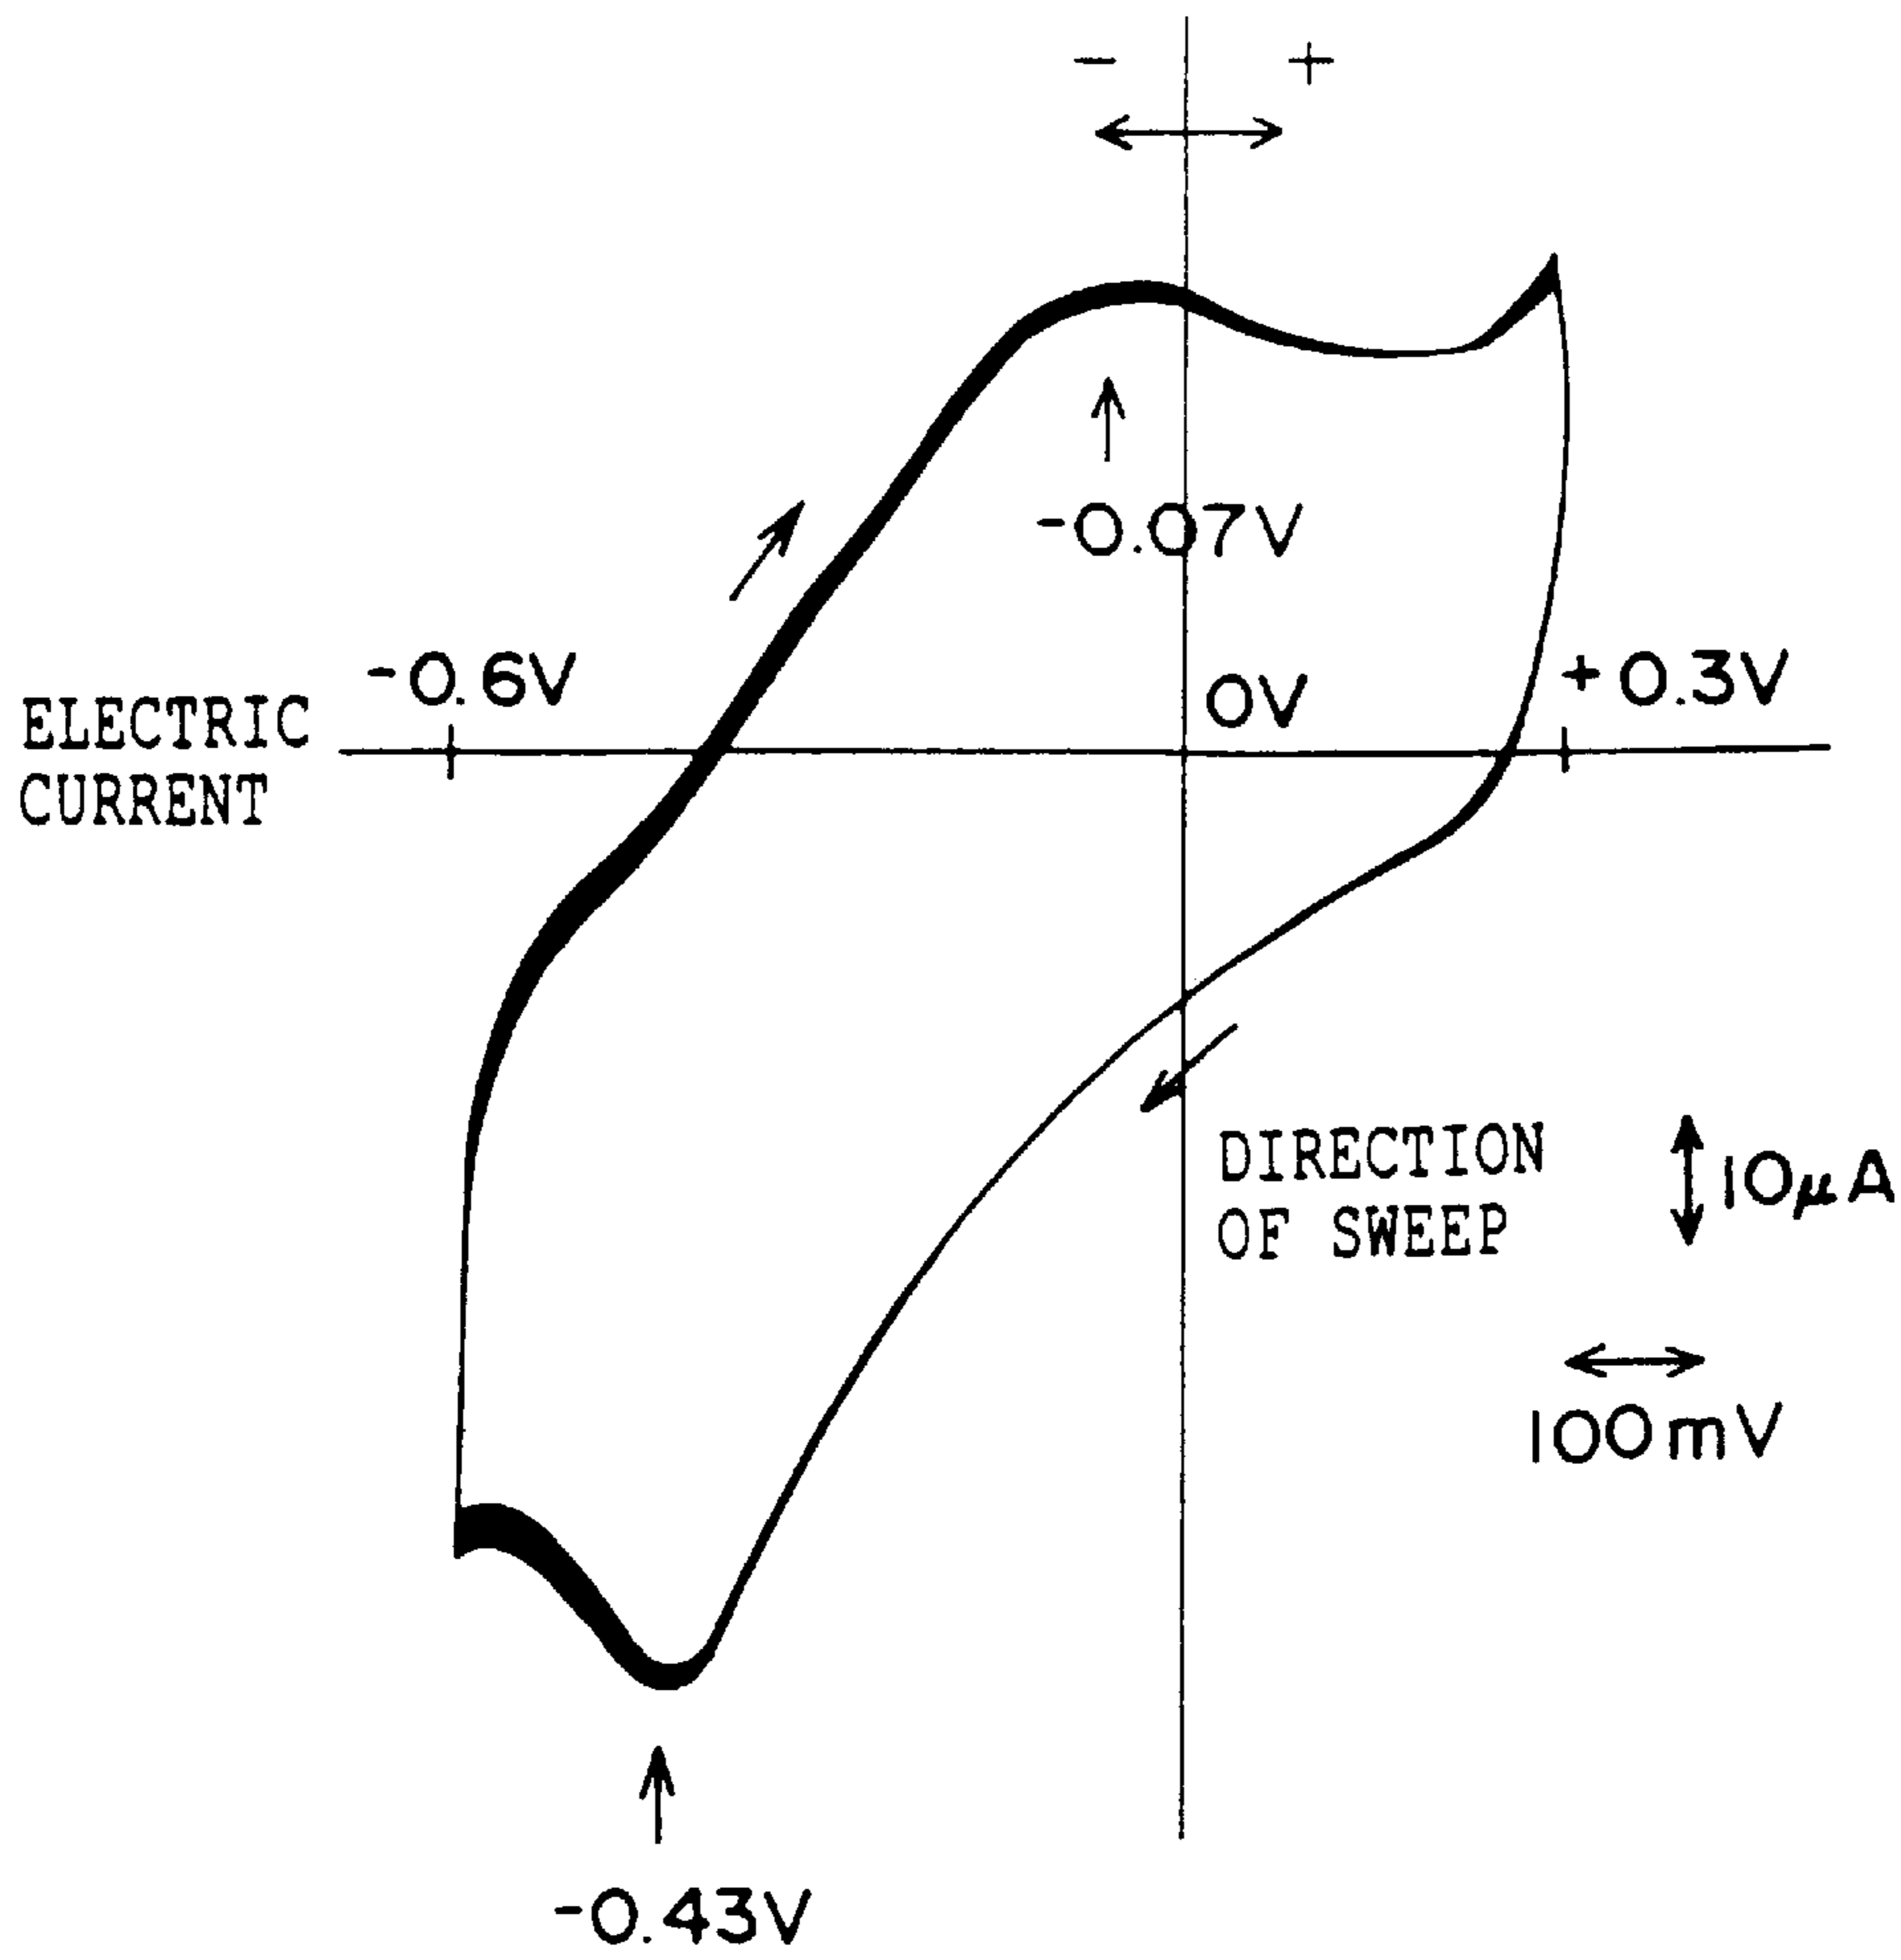 - +
-0.07V
-0.6V
0V
+0.3V
ELECTRIC
CURRENT
DIRECTION
OF SWEEP
10μA
100mV
-0.43V